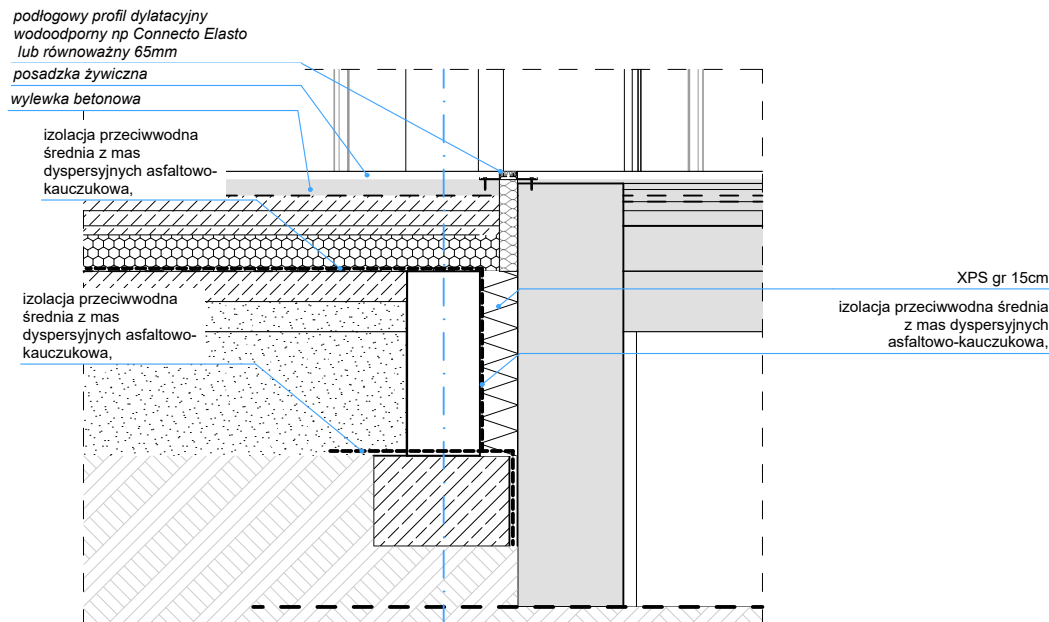 podłogowy profil dylatacyjny
wodoodporny np Connecto Elasto
lub równoważny 65mm
posadzka żywiczna
wylewka betonowa
izolacja przeciwwodna
średnia z mas
dyspersyjnych asfaltowo-
kauczukowa,
izolacja przeciwwodna
średnia z mas
dyspersyjnych asfaltowo-
kauczukowa,
XPS gr 15cm
izolacja przeciwwodna średnia
z mas dyspersyjnych
asfaltowo-kauczukowa,